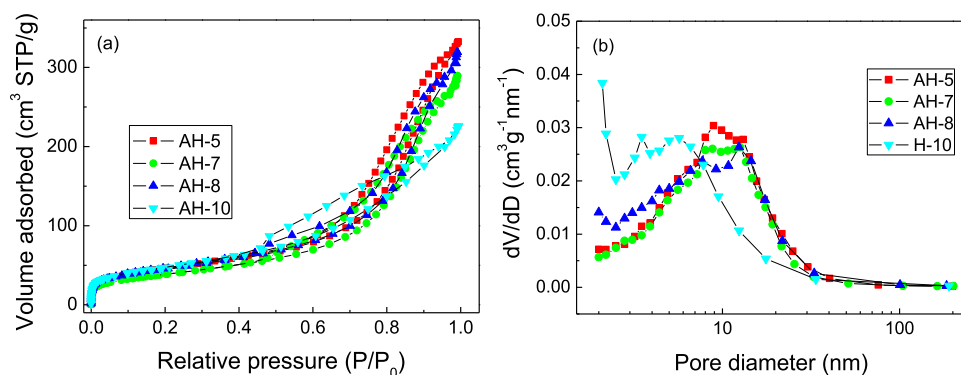 (a)
Volume adsorbed (cm³ STP/g)
300
200
100
0
AH-5
AH-7
AH-8
AH-10
0.0 0.2 0.4 0.6 0.8 1.0
Relative pressure (P/P₀)
(b)
dV/dD (cm³g⁻¹nm⁻¹)
0.05
0.04
0.03
0.02
0.01
0.00
AH-5
AH-7
AH-8
H-10
10 100
Pore diameter (nm)